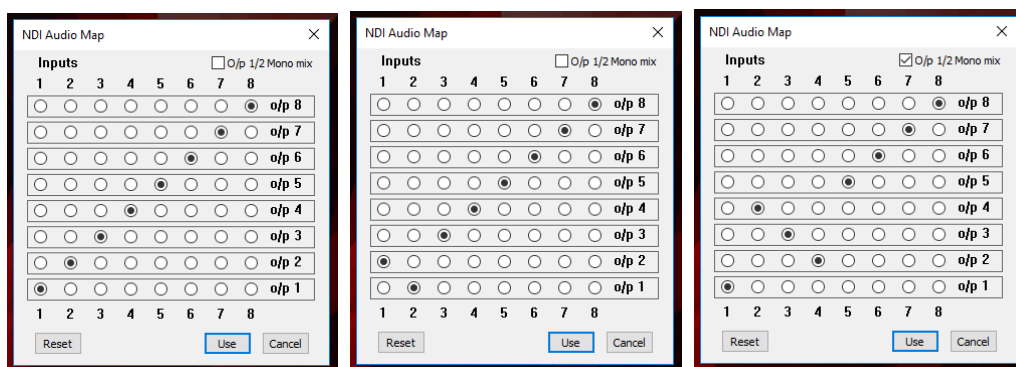 NDI Audio Map
Inputs O/p 1/2 Mono mix
1 2 3 4 5 6 7 8
o/p 8
o/p 7
o/p 6
o/p 5
o/p 4
o/p 3
o/p 2
o/p 1
1 2 3 4 5 6 7 8
Reset Use Cancel
NDI Audio Map
Inputs O/p 1/2 Mono mix
1 2 3 4 5 6 7 8
o/p 8
o/p 7
o/p 6
o/p 5
o/p 4
o/p 3
o/p 2
o/p 1
1 2 3 4 5 6 7 8
Reset Use Cancel
NDI Audio Map
Inputs O/p 1/2 Mono mix
1 2 3 4 5 6 7 8
o/p 8
o/p 7
o/p 6
o/p 5
o/p 4
o/p 3
o/p 2
o/p 1
1 2 3 4 5 6 7 8
Reset Use Cancel